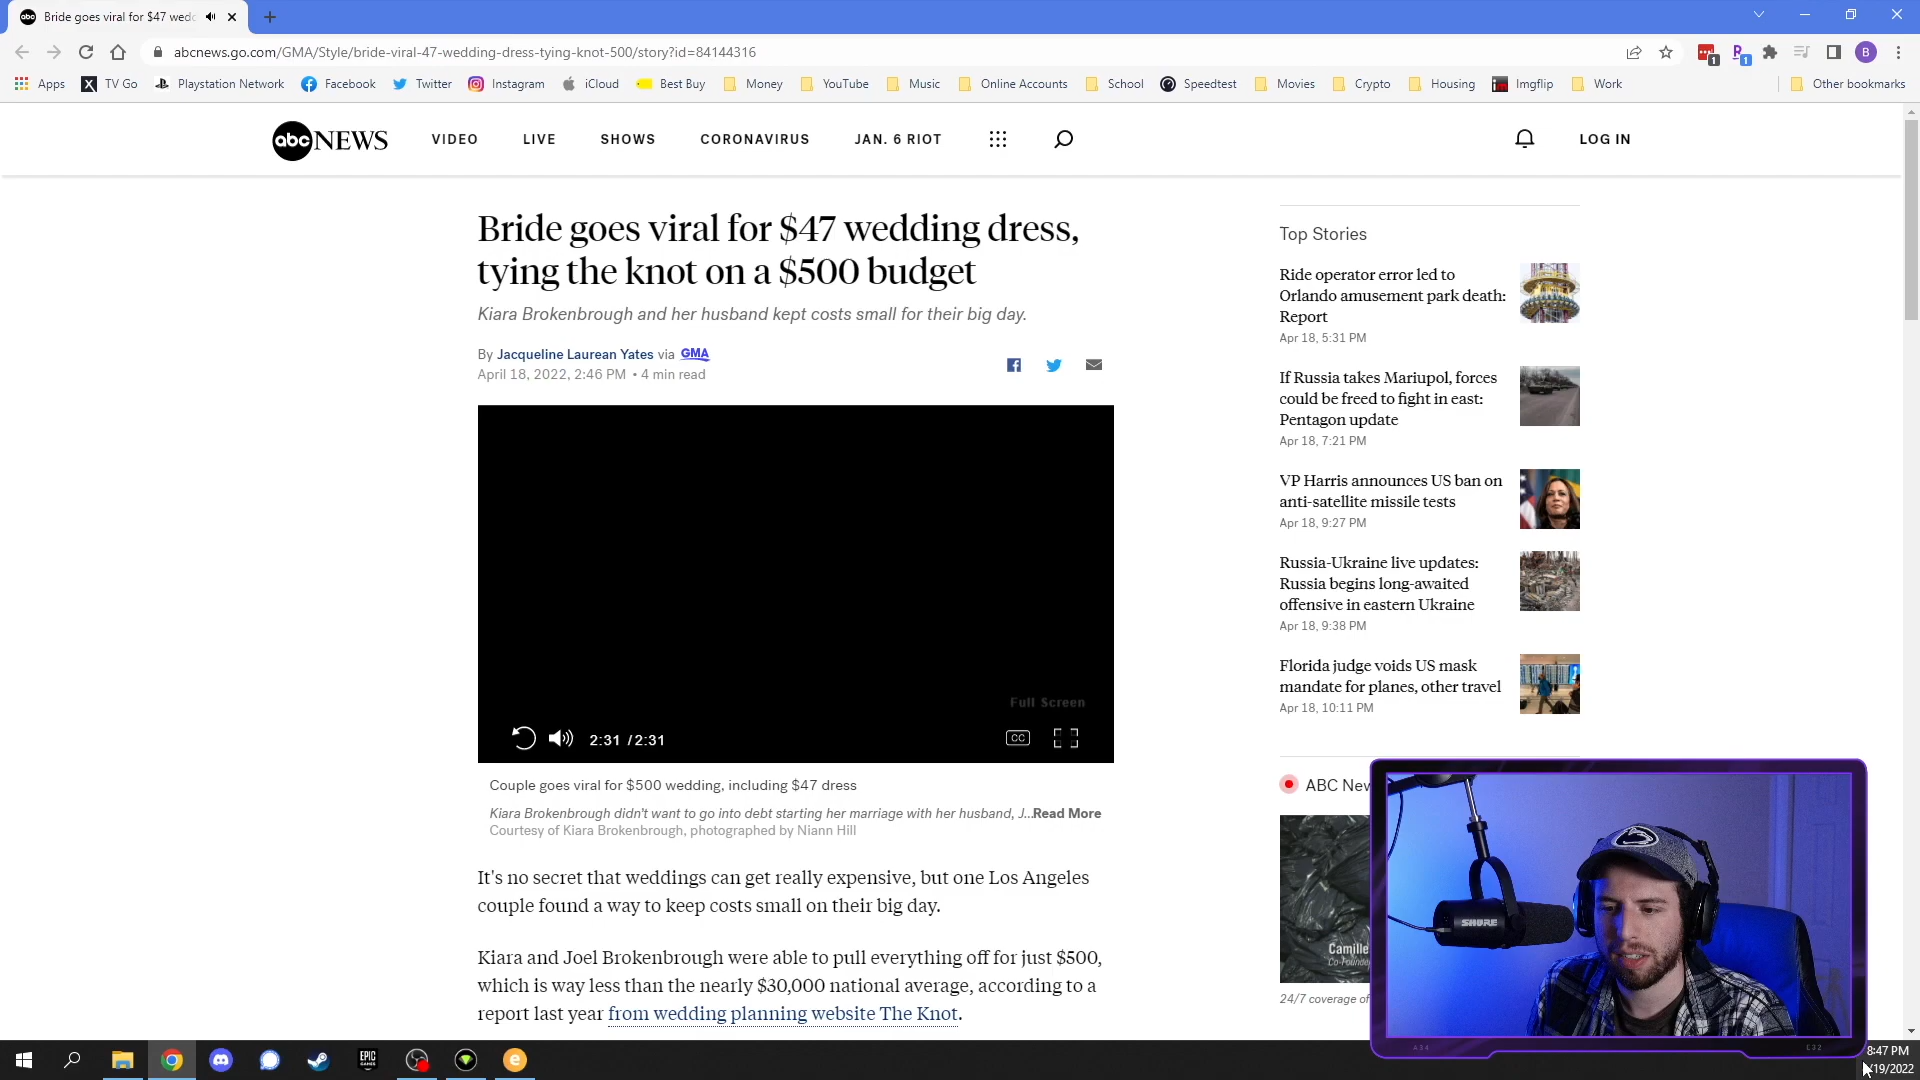 Bride goes viral for $47 wedd
abcnews.go.com/GMA/Style/bride-viral-47-wedding-dress-tying-knot-500/story?id=84144316
1
1
B
Apps TV Go Playstation Network Facebook Twitter Instagram iCloud Best Buy Money YouTube Music Online Accounts School Speedtest Movies Crypto Housing Imgflip Work Other bookmarks
abc NEWS VIDEO LIVE SHOWS CORONAVIRUS JAN. 6 RIOT LOG IN
Bride goes viral for $47 wedding dress,
tying the knot on a $500 budget
Kiara Brokenbrough and her husband kept costs small for their big day.
By Jacqueline Laurean Yates via GMA
April 18, 2022, 2:46 PM • 4 min read
Full Screen
2:31 / 2:31
CC
Couple goes viral for $500 wedding, including $47 dress
Kiara Brokenbrough didn't want to go into debt starting her marriage with her husband, J...Read More
Courtesy of Kiara Brokenbrough, photographed by Niann Hill
It's no secret that weddings can get really expensive, but one Los Angeles
couple found a way to keep costs small on their big day.
Kiara and Joel Brokenbrough were able to pull everything off for just $500,
which is way less than the nearly $30,000 national average, according to a
report last year from wedding planning website The Knot.
Top Stories
Ride operator error led to
Orlando amusement park death:
Report
Apr 18, 5:31 PM
If Russia takes Mariupol, forces
could be freed to fight in east:
Pentagon update
Apr 18, 7:21 PM
VP Harris announces US ban on
anti-satellite missile tests
Apr 18, 9:27 PM
Russia-Ukraine live updates:
Russia begins long-awaited
offensive in eastern Ukraine
Apr 18, 9:38 PM
Florida judge voids US mask
mandate for planes, other travel
Apr 18, 10:11 PM
ABC New
Camille
Co-Founde
24/7 coverage of
SHURE
EPIC
GAMES
8:47 PM
/19/2022